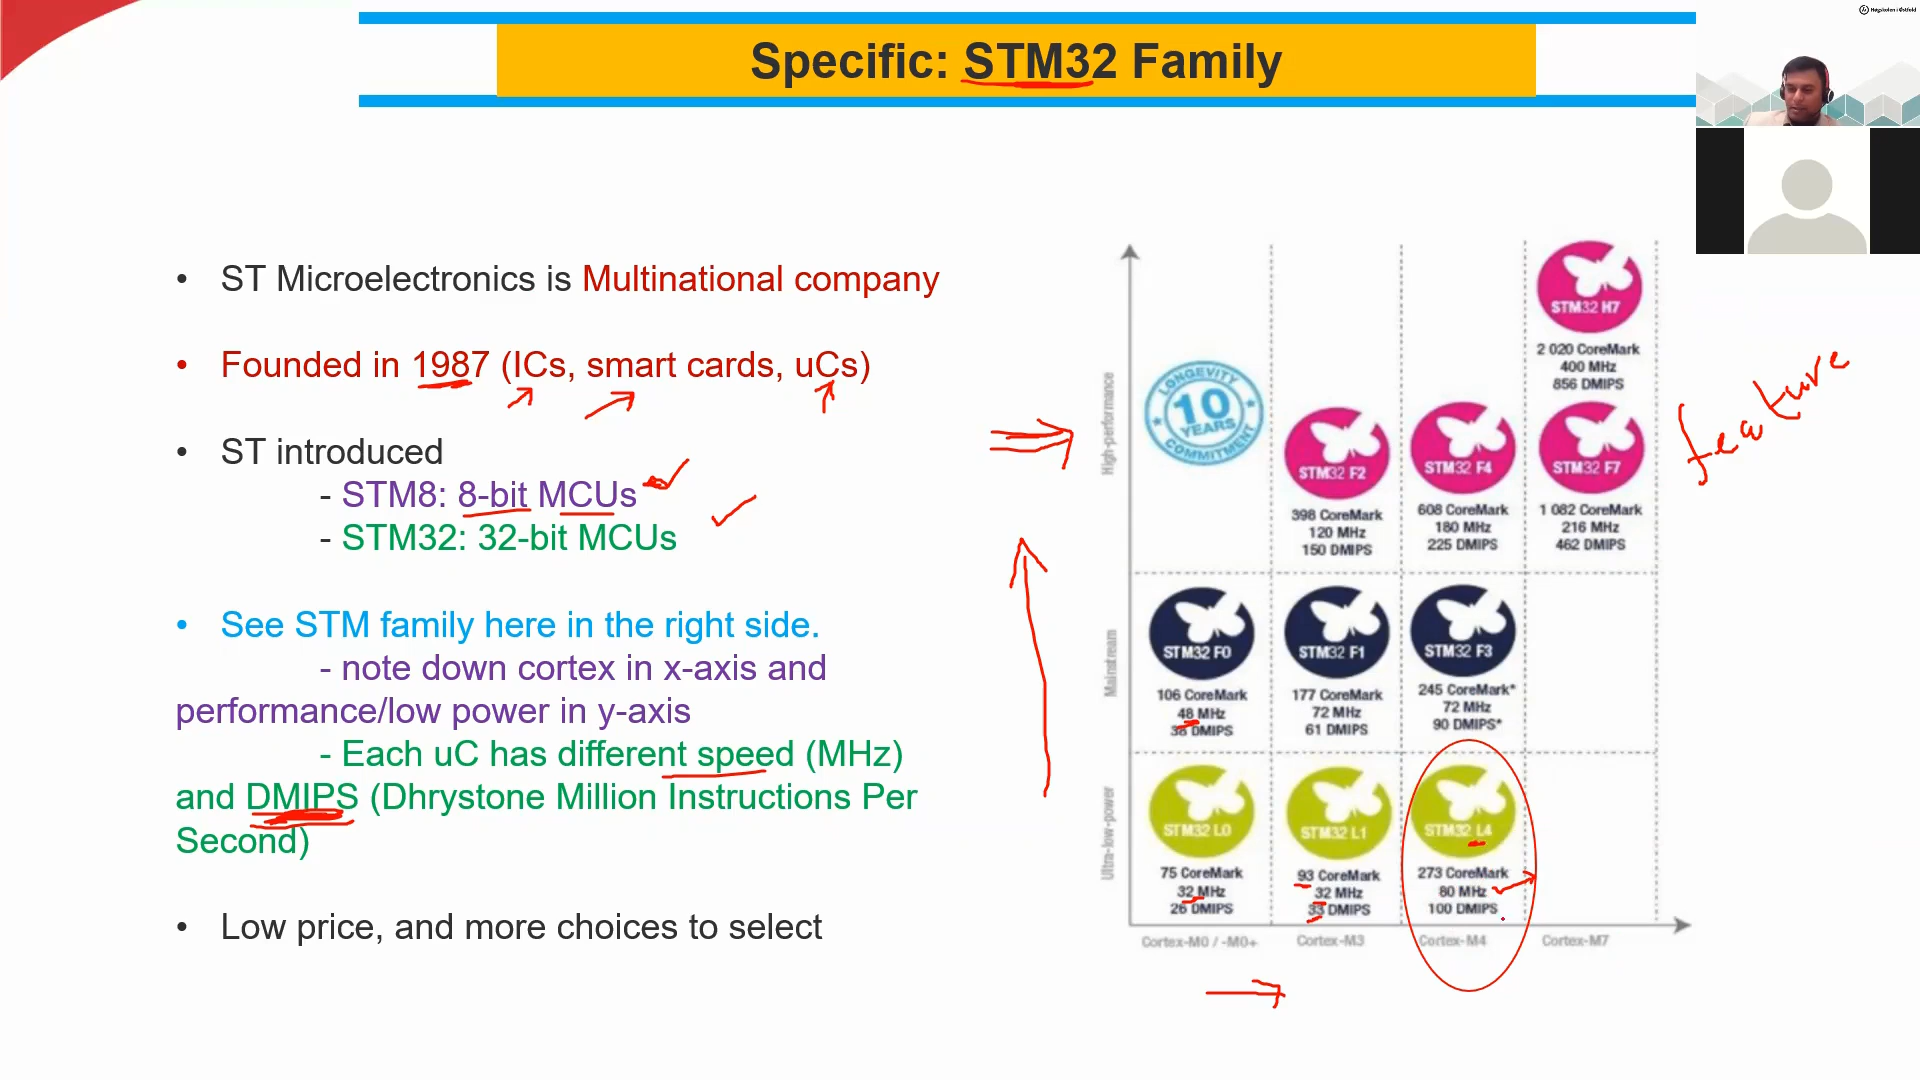 Høgskolen i Østfold
Specific: STM32 Family
• ST Microelectronics is Multinational company
• Founded in 1987 (ICs, smart cards, uCs)
• ST introduced
- STM8: 8-bit MCUs
- STM32: 32-bit MCUs
• See STM family here in the right side.
- note down cortex in x-axis and
performance/low power in y-axis
- Each uC has different speed (MHz)
and DMIPS (Dhrystone Million Instructions Per
Second)
• Low price, and more choices to select
High-performance
LONGEVITY
10
YEARS
COMMITMENT
STM32 F2
398 CoreMark
120 MHz
150 DMIPS
STM32 F4
608 CoreMark
180 MHz
225 DMIPS
STM32 H7
2 020 CoreMark
400 MHz
856 DMIPS
STM32 F7
1 082 CoreMark
216 MHz
462 DMIPS
feature
Mainstream
STM32 F0
106 CoreMark
48 MHz
38 DMIPS
STM32 F1
177 CoreMark
72 MHz
61 DMIPS
STM32 F3
245 CoreMark*
72 MHz
90 DMIPS*
Ultra-low-power
STM32 L0
75 CoreMark
32 MHz
26 DMIPS
STM32 L1
93 CoreMark
32 MHz
33 DMIPS
STM32 L4
273 CoreMark
80 MHz
100 DMIPS
Cortex-M0 / -M0+
Cortex-M3
Cortex-M4
Cortex-M7